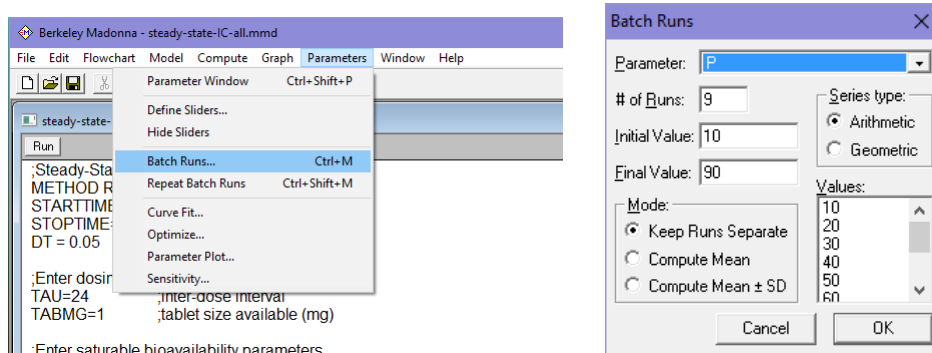 Berkeley Madonna - steady-state-IC-all.mmd
File Edit Flowchart Model Compute Graph Parameters Window Help
Parameter Window Ctrl+Shift+P
Define Sliders...
Hide Sliders
Batch Runs... Ctrl+M
Repeat Batch Runs Ctrl+Shift+M
Curve Fit...
Optimize...
Parameter Plot...
Sensitivity...
steady-state-
Run
;Steady-Sta
METHOD R
STARTTIME
STOPTIME=
DT = 0.05
;Enter dosin
TAU=24 ;inter-dose interval
TABMG=1 ;tablet size available (mg)
;Enter saturable bioavailability parameters
Batch Runs
Parameter: P
# of Runs: 9
Initial Value: 10
Final Value: 90
Series type:
Arithmetic
Geometric
Mode:
Keep Runs Separate
Compute Mean
Compute Mean ± SD
Values:
10
20
30
40
50
60
Cancel OK